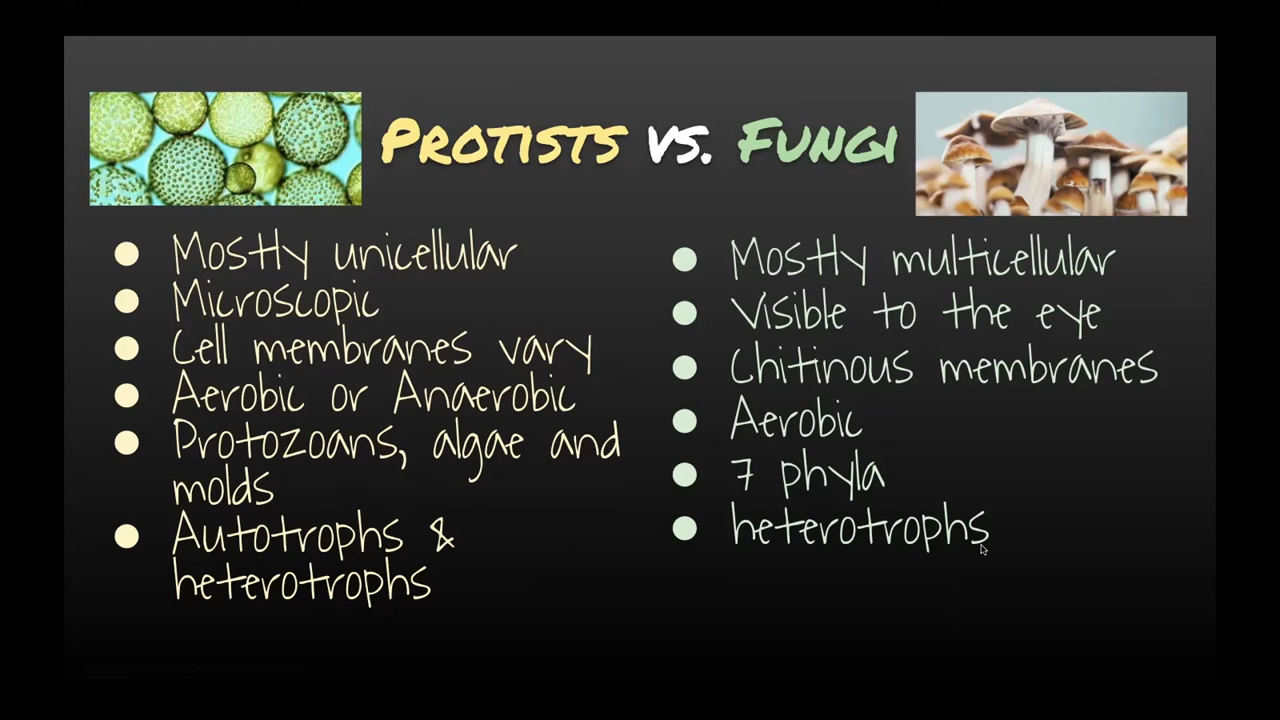 PROTISTS VS. FUNGI
● Mostly unicellular
● Microscopic
● Cell membranes vary
● Aerobic or Anaerobic
● Protozoans, algae and
molds
● Autotrophs &
heterotrophs
● Mostly multicellular
● Visible to the eye
● Chitinous membranes
● Aerobic
● 7 phyla
● heterotrophs